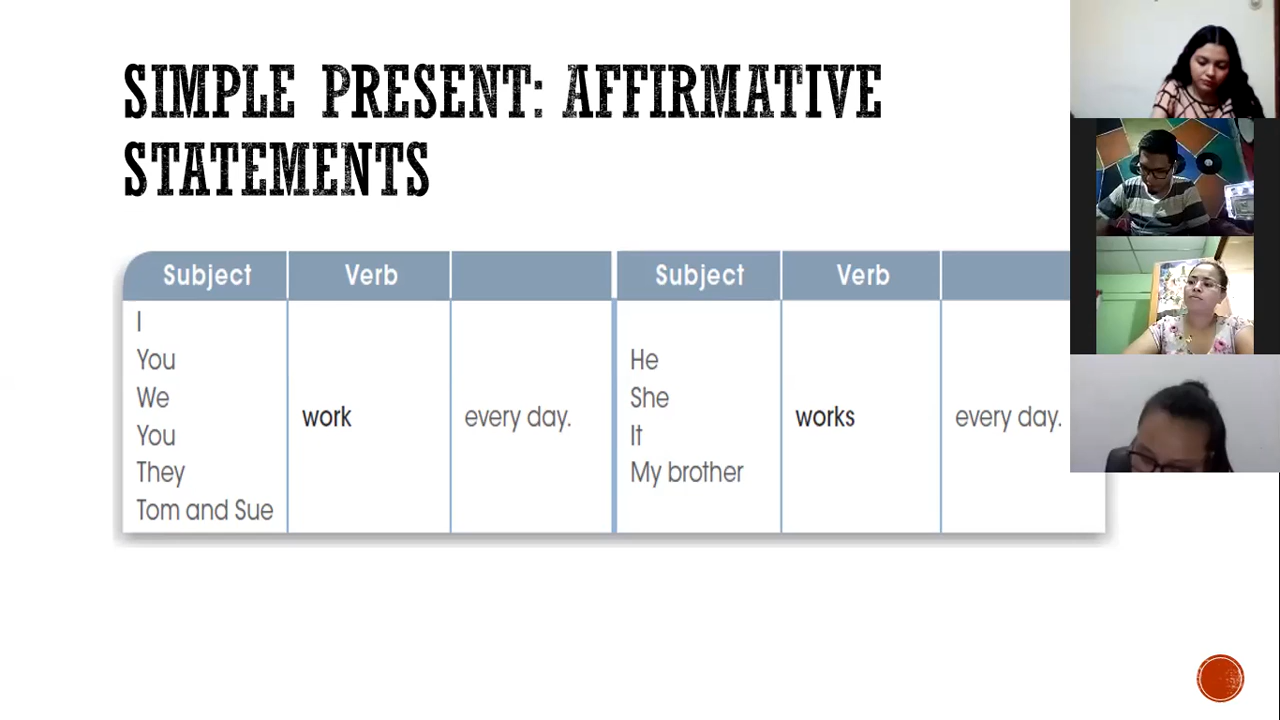 SIMPLE PRESENT: AFFIRMATIVE
STATEMENTS
Subject Verb Subject Verb
I
You
We
You
They
Tom and Sue
work
every day.
He
She
It
My brother
works
every day.